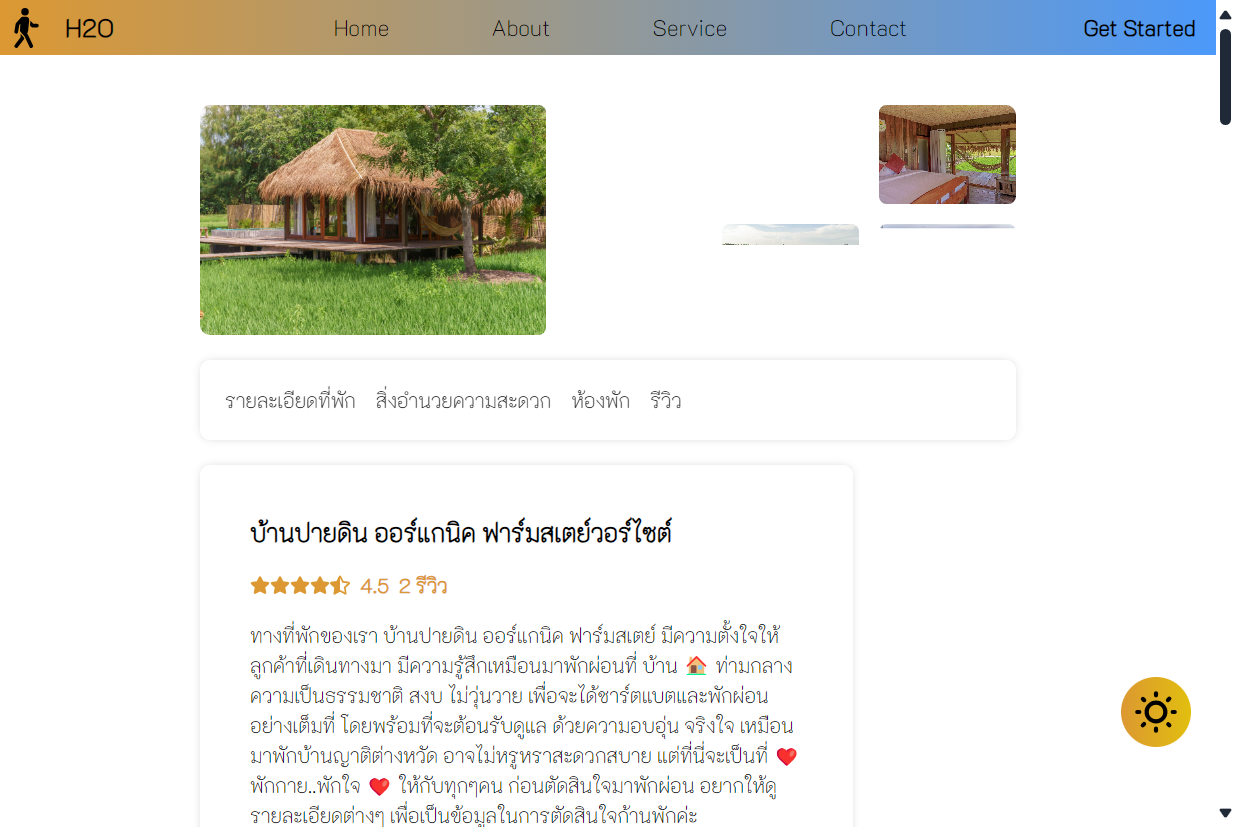 H2O
Home
About
Service
Contact
Get Started
รายละเอียดที่พัก
สิ่งอำนวยความสะดวก
ห้องพัก
รีวิว
บ้านปายดิน ออร์แกนิค ฟาร์มสเตย์วอร์ไซต์
4.5 2 รีวิว
ทางที่พักของเรา บ้านปายดิน ออร์แกนิค ฟาร์มสเตย์ มีความตั้งใจให้
ลูกค้าที่เดินทางมา มีความรู้สึกเหมือนมาพักผ่อนที่ บ้าน 🏠 ท่ามกลาง
ความเป็นธรรมชาติ สงบ ไม่วุ่นวาย เพื่อจะได้ชาร์ตแบตและพักผ่อน
อย่างเต็มที่ โดยพร้อมที่จะต้อนรับดูแล ด้วยความอบอุ่น จริงใจ เหมือน
มาพักบ้านญาติต่างหวัด อาจไม่หรูหราสะดวกสบาย แต่ที่นี่จะเป็นที่ ❤️
พักกาย..พักใจ ❤️ ให้กับทุกๆคน ก่อนตัดสินใจมาพักผ่อน อยากให้ดู
รายละเอียดต่างๆ เพื่อเป็นข้อมูลในการตัดสินใจก้านพักค่ะ